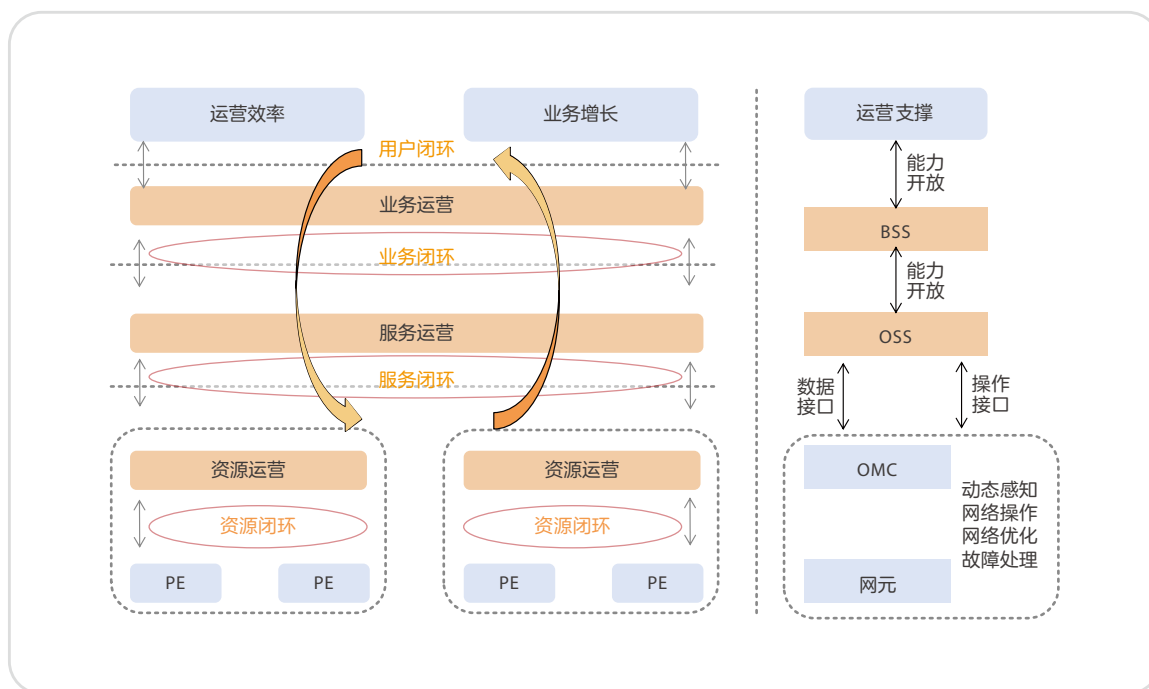 运营效率
业务增长
用户闭环
业务运营
业务闭环
服务运营
服务闭环
资源运营
资源闭环
PE
PE
资源运营
资源闭环
PE
PE
运营支撑
能力
开放
BSS
能力
开放
OSS
数据
接口
操作
接口
OMC
动态感知
网络操作
网络优化
故障处理
网元